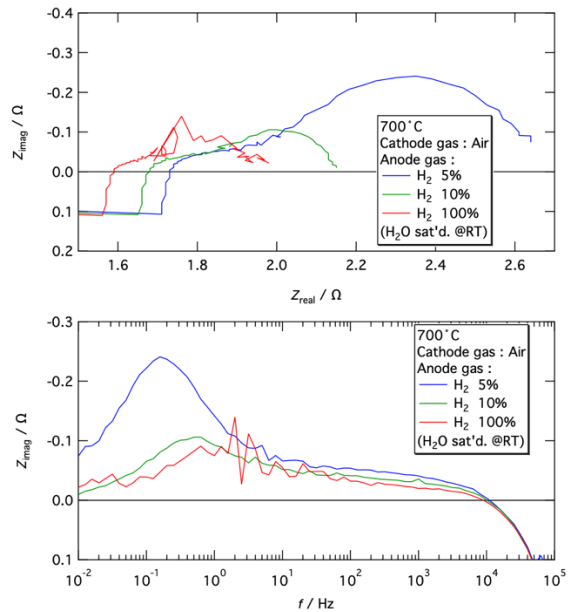 -0.4
-0.3
-0.2
-0.1
0.0
0.1
0.2
Z_imag / Ω
700˚C
Cathode gas : Air
Anode gas :
H₂ 5%
H₂ 10%
H₂ 100%
(H₂O sat'd. @RT)
1.6 1.8 2.0 2.2 2.4 2.6
Z_real / Ω
-0.3
-0.2
-0.1
0.0
0.1
Z_imag / Ω
700˚C
Cathode gas : Air
Anode gas :
H₂ 5%
H₂ 10%
H₂ 100%
(H₂O sat'd. @RT)
10⁻² 10⁻¹ 10⁰ 10¹ 10² 10³ 10⁴ 10⁵
f / Hz